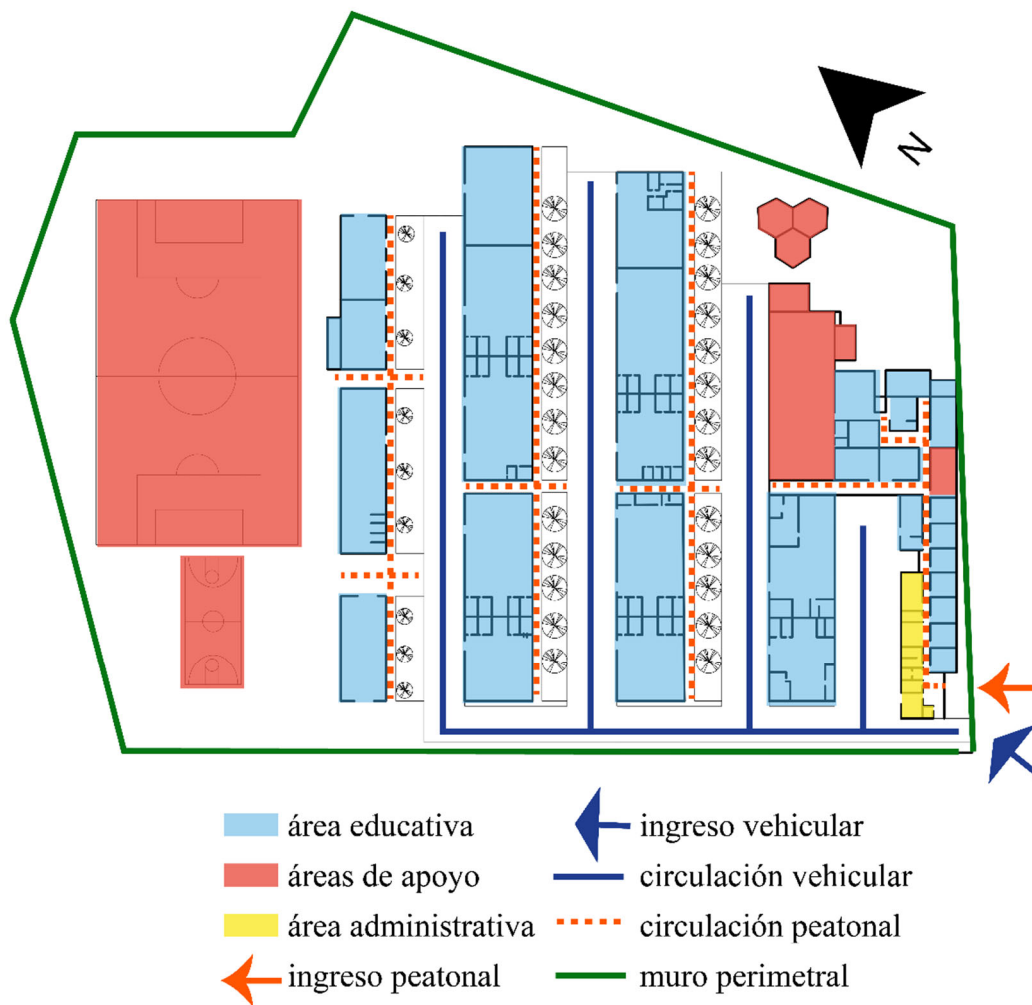 N
área educativa
áreas de apoyo
área administrativa
ingreso peatonal
ingreso vehicular
circulación vehicular
circulación peatonal
muro perimetral